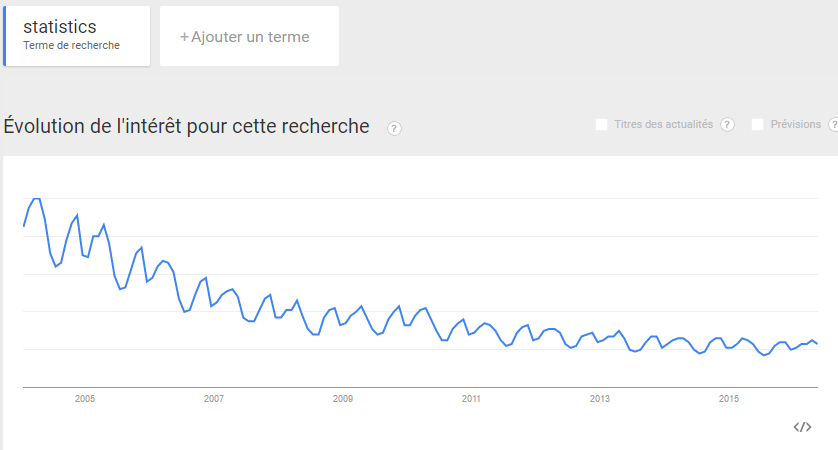 statistics
Terme de recherche
+Ajouter un terme
Évolution de l'intérêt pour cette recherche ?
Titres des actualités ?
Prévisions ?
2005 2007 2009 2011 2013 2015
</>